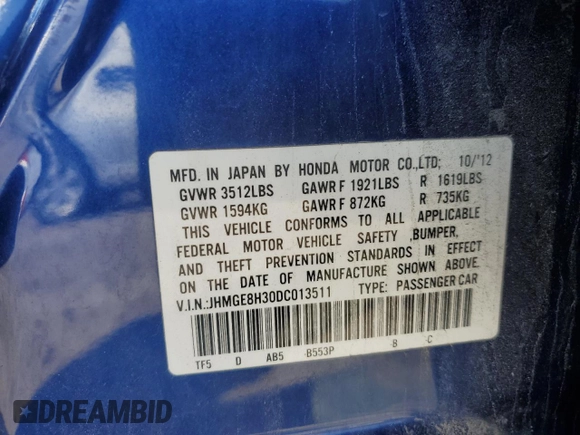 MFD. IN JAPAN BY HONDA MOTOR CO.,LTD; 10/'12
GVWR 3512LBS GAWR F 1921LBS R 1619LBS
GVWR 1594KG GAWR F 872KG R 735KG
THIS VEHICLE CONFORMS TO ALL APPLICABLE
FEDERAL MOTOR VEHICLE SAFETY ,BUMPER,
AND THEFT PREVENTION STANDARDS IN EFFECT
ON THE DATE OF MANUFACTURE SHOWN ABOVE.
V.I.N.:JHMGE8H30DC013511 TYPE: PASSENGER CAR
TF5 D AB5 -B553P -B -C
DREAMBID